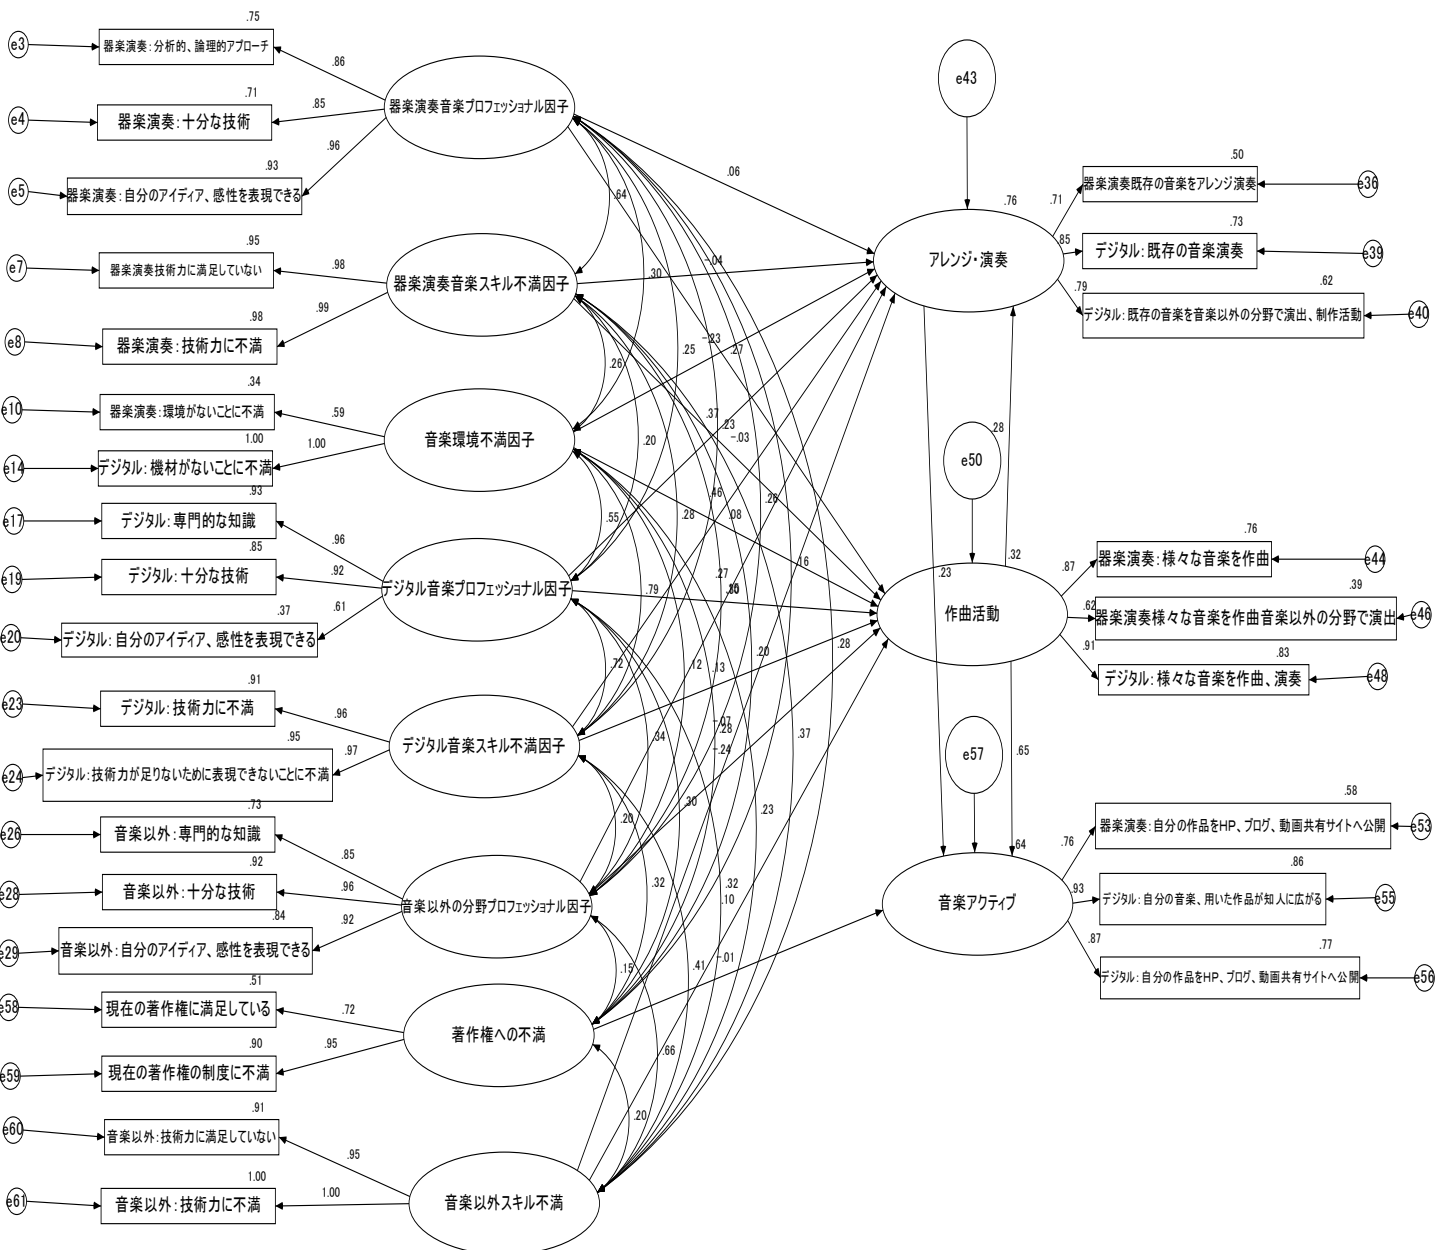 .75
e3
器楽演奏：分析的、論理的アプローチ
.86
.71
e4
器楽演奏：十分な技術
.85
.93
e5
器楽演奏：自分のアイディア、感性を表現できる
.96
器楽演奏音楽プロフェッショナル因子
.95
e7
器楽演奏技術力に満足していない
.98
.98
e8
器楽演奏：技術力に不満
.99
器楽演奏音楽スキル不満因子
.34
e10
器楽演奏：環境がないことに不満
.59
1.00
e14
デジタル：機材がないことに不満
1.00
音楽環境不満因子
.93
e17
デジタル：専門的な知識
.96
.85
e19
デジタル：十分な技術
.92
.37
e20
デジタル：自分のアイディア、感性を表現できる
.61
デジタル音楽プロフェッショナル因子
.91
e23
デジタル：技術力に不満
.96
.95
e24
デジタル：技術力が足りないために表現できないことに不満
.97
デジタル音楽スキル不満因子
.73
e26
音楽以外：専門的な知識
.85
.92
e28
音楽以外：十分な技術
.96
.84
e29
音楽以外：自分のアイディア、感性を表現できる
.92
音楽以外の分野プロフェッショナル因子
.51
e58
現在の著作権に満足している
.72
.90
e59
現在の著作権の制度に不満
.95
著作権への不満
.91
e60
音楽以外：技術力に満足していない
.95
1.00
e61
音楽以外：技術力に不満
1.00
音楽以外スキル不満
.06
.64
.30
-.04
.25
-.23
.27
.26
.37
.23
-.03
.20
.46
.28
.08
.26
.55
.79
.27
.16
.72
.12
.13
.20
.28
.34
-.07
.28
-.24
.37
.20
.30
.23
.32
.32
.10
.15
.41
-.01
.66
.20
e43
.76
アレンジ・演奏
.50
器楽演奏既存の音楽をアレンジ演奏
e36
.71
.73
デジタル：既存の音楽演奏
e39
.85
.62
デジタル：既存の音楽を音楽以外の分野で演出、制作活動
e40
.79
.28
e50
.32
.23
作曲活動
.76
器楽演奏：様々な音楽を作曲
e44
.87
.39
器楽演奏様々な音楽を作曲音楽以外の分野で演出
e46
.62
.83
デジタル：様々な音楽を作曲、演奏
e48
.91
e57
.65
.64
音楽アクティブ
.58
器楽演奏：自分の作品をHP、ブログ、動画共有サイトへ公開
e53
.76
.86
デジタル：自分の音楽、用いた作品が知人に広がる
e55
.93
.77
デジタル：自分の作品をHP、ブログ、動画共有サイトへ公開
e56
.87